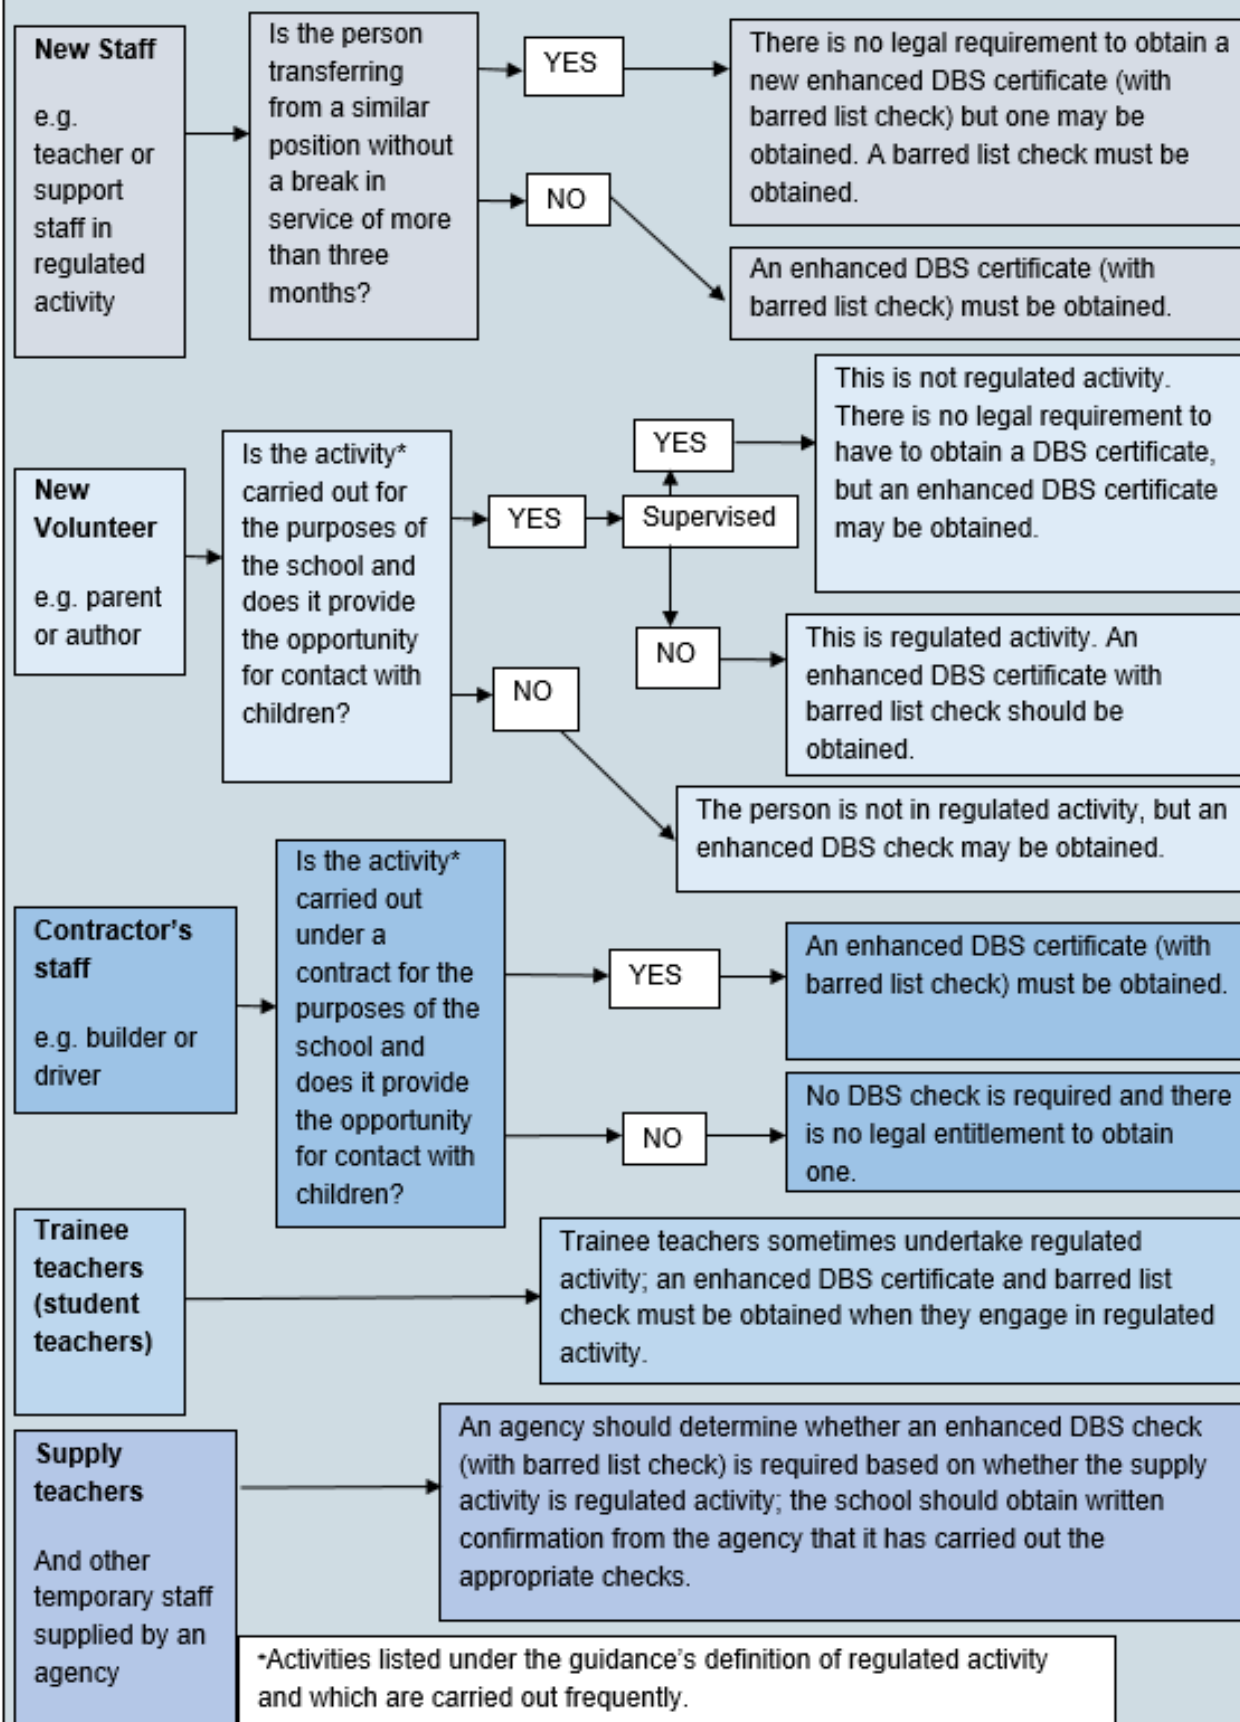 New Staff
e.g.
teacher or
support
staff in
regulated
activity
Is the person
transferring
from a similar
position without
a break in
service of more
than three
months?
YES
There is no legal requirement to obtain a
new enhanced DBS certificate (with
barred list check) but one may be
obtained. A barred list check must be
obtained.
NO
An enhanced DBS certificate (with
barred list check) must be obtained.
New
Volunteer
e.g. parent
or author
Is the activity*
carried out for
the purposes of
the school and
does it provide
the opportunity
for contact with
children?
YES
Supervised
YES
This is not regulated activity.
There is no legal requirement to
have to obtain a DBS certificate,
but an enhanced DBS certificate
may be obtained.
NO
This is regulated activity. An
enhanced DBS certificate with
barred list check should be
obtained.
NO
The person is not in regulated activity, but an
enhanced DBS check may be obtained.
Contractor's
staff
e.g. builder or
driver
Is the activity*
carried out
under a
contract for the
purposes of the
school and
does it provide
the opportunity
for contact with
children?
YES
An enhanced DBS certificate (with
barred list check) must be obtained.
NO
No DBS check is required and there
is no legal entitlement to obtain
one.
Trainee
teachers
(student
teachers)
Trainee teachers sometimes undertake regulated
activity; an enhanced DBS certificate and barred list
check must be obtained when they engage in regulated
activity.
Supply
teachers
And other
temporary staff
supplied by an
agency
An agency should determine whether an enhanced DBS check
(with barred list check) is required based on whether the supply
activity is regulated activity; the school should obtain written
confirmation from the agency that it has carried out the
appropriate checks.
*Activities listed under the guidance's definition of regulated activity
and which are carried out frequently.